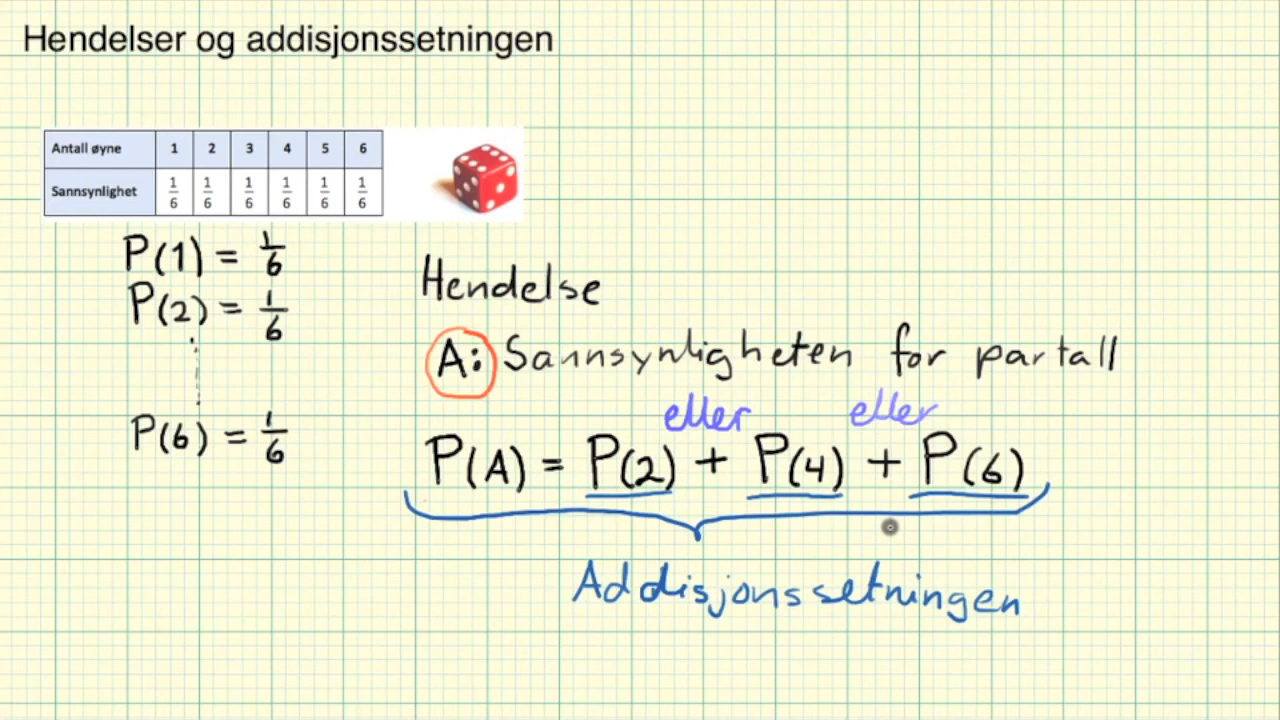 Hendelser og addisjonssetningen
Antall øyne 1 2 3 4 5 6
Sannsynlighet 1/6 1/6 1/6 1/6 1/6 1/6
P(1) = 1/6
P(2) = 1/6
P(6) = 1/6
Hendelse
A: Sannsynligheten for partall
eller eller
P(A) = P(2) + P(4) + P(6)
Addisjonssetningen